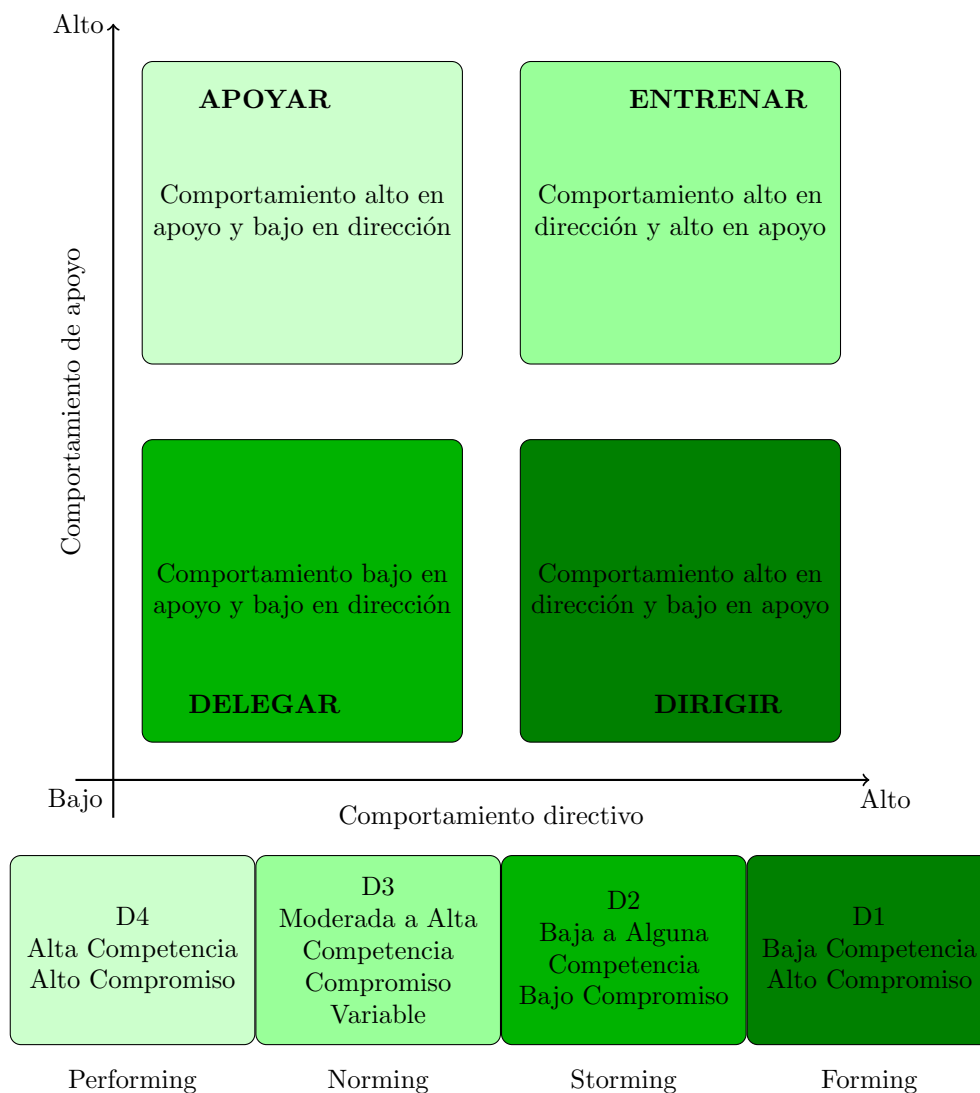 Alto
APOYAR
Comportamiento alto en
apoyo y bajo en dirección
ENTRENAR
Comportamiento alto en
dirección y alto en apoyo
Comportamiento de apoyo
Comportamiento bajo en
apoyo y bajo en dirección
DELEGAR
Comportamiento alto en
dirección y bajo en apoyo
DIRIGIR
Bajo
Comportamiento directivo
Alto
D4
Alta Competencia
Alto Compromiso
D3
Moderada a Alta
Competencia
Compromiso
Variable
D2
Baja a Alguna
Competencia
Bajo Compromiso
D1
Baja Competencia
Alto Compromiso
Performing
Norming
Storming
Forming